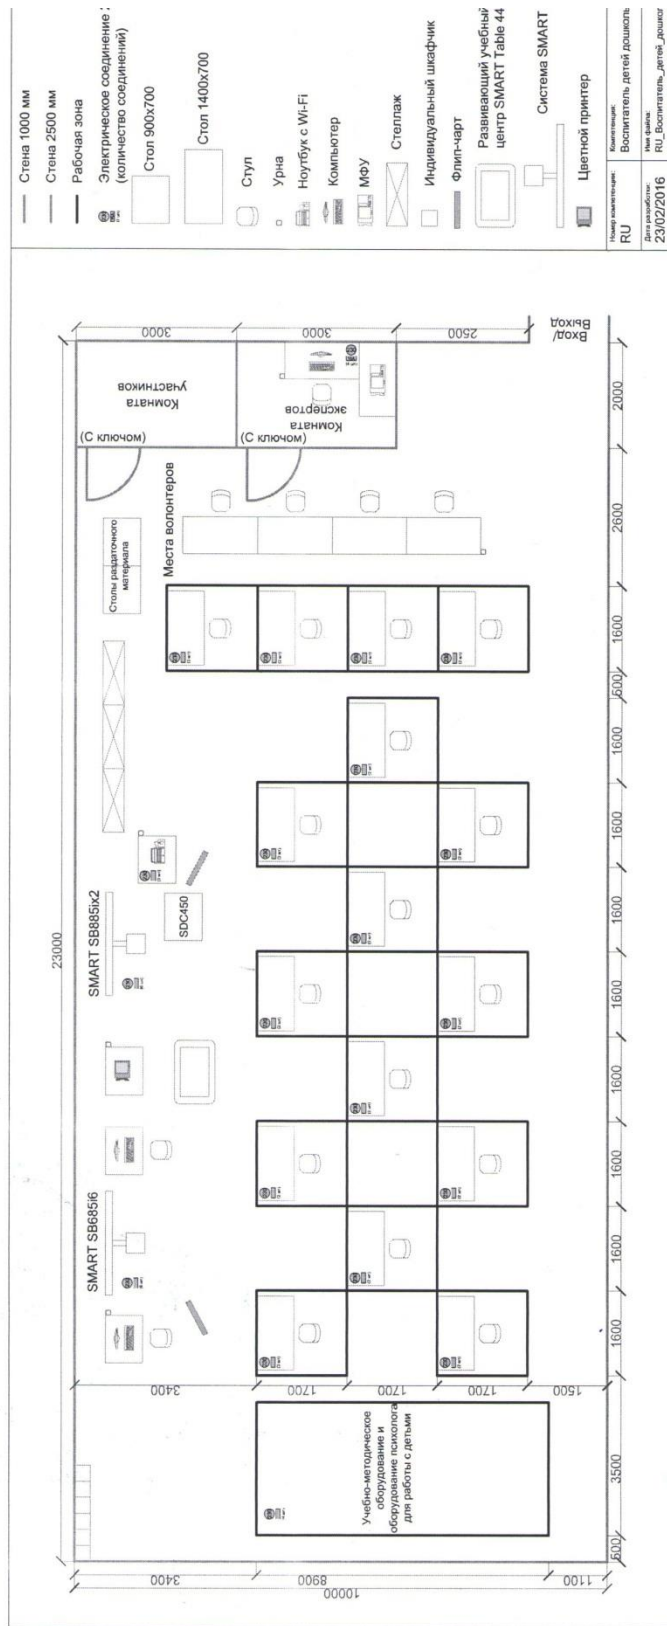 Стена 1000 мм
Стена 2500 мм
Рабочая зона
Электрическое соединение :
(количество соединений)
Стол 900x700
Стол 1400x700
Стул
Урна
Ноутбук с Wi-Fi
Компьютер
МФУ
Стеллаж
Индивидуальный шкафчик
Флип-чарт
Развивающий учебный
центр SMART Table 44
Система SMART
Цветной принтер
Номер компетенции:
RU
Компетенция:
Воспитатель детей дошколь
Дата разработки:
23/02/2016
Имя файла:
RU_Воспитатель_детей_дошкол
23000
SMART SB685i6
SMART SB885ix2
SDC450
Столы раздаточного
материала
Места волонтеров
(С ключом)
Комната
участников
(С ключом)
Комната
экспертов
Вход/
Выход
3000
3000
2500
Учебно-методическое
оборудование и
оборудование психолога
для работы с детьми
3400
1700
1700
1700
1500
3400
8900
1100
10000
500
3500
1600
1600
1600
1600
1600
1600
1600
1600
500
1600
2600
2000